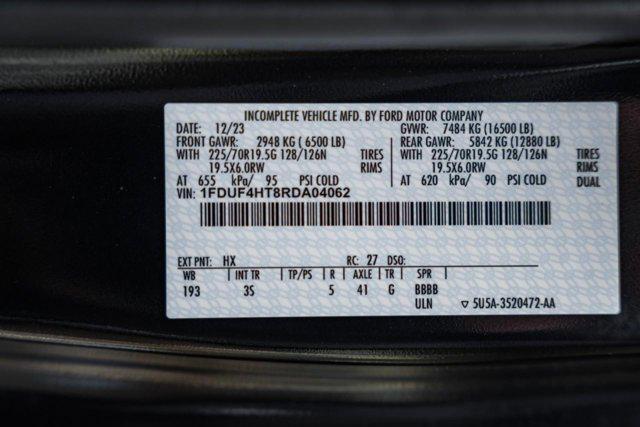 INCOMPLETE VEHICLE MFD. BY FORD MOTOR COMPANY
DATE: 12/23 GVWR: 7484 KG (16500 LB)
FRONT GAWR: 2948 KG ( 6500 LB) REAR GAWR: 5842 KG (12880 LB)
WITH 225/70R19.5G 128/126N TIRES WITH 225/70R19.5G 128/126N TIRES
19.5X6.0RW RIMS 19.5X6.0RW RIMS
AT 655 kPa/ 95 PSI COLD AT 620 kPa/ 90 PSI COLD DUAL
VIN: 1FDUF4HT8RDA04062
EXT PNT: HX RC: 27 DSO:
WB INT TR TP/PS R AXLE TR SPR
193 3S 5 41 G BBBB
ULN ▽ 5U5A-3520472-AA